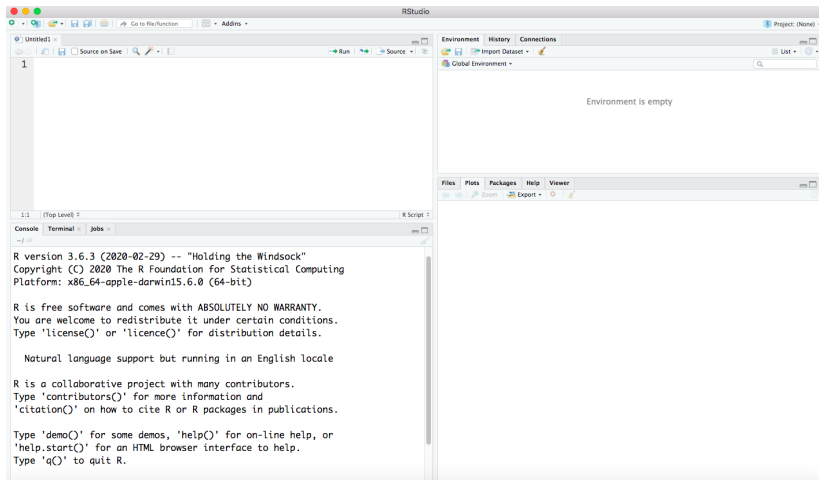 RStudio
Go to file/function
Addins
Project: (None)
Untitled1
Source on Save
Run
Source
1
1:1 (Top Level)
R Script
Console Terminal Jobs
~/
R version 3.6.3 (2020-02-29) -- "Holding the Windsock"
Copyright (C) 2020 The R Foundation for Statistical Computing
Platform: x86_64-apple-darwin15.6.0 (64-bit)
R is free software and comes with ABSOLUTELY NO WARRANTY.
You are welcome to redistribute it under certain conditions.
Type 'license()' or 'licence()' for distribution details.
Natural language support but running in an English locale
R is a collaborative project with many contributors.
Type 'contributors()' for more information and
'citation()' on how to cite R or R packages in publications.
Type 'demo()' for some demos, 'help()' for on-line help, or
'help.start()' for an HTML browser interface to help.
Type 'q()' to quit R.
Environment History Connections
Import Dataset
List
Global Environment
Environment is empty
Files Plots Packages Help Viewer
Zoom Export